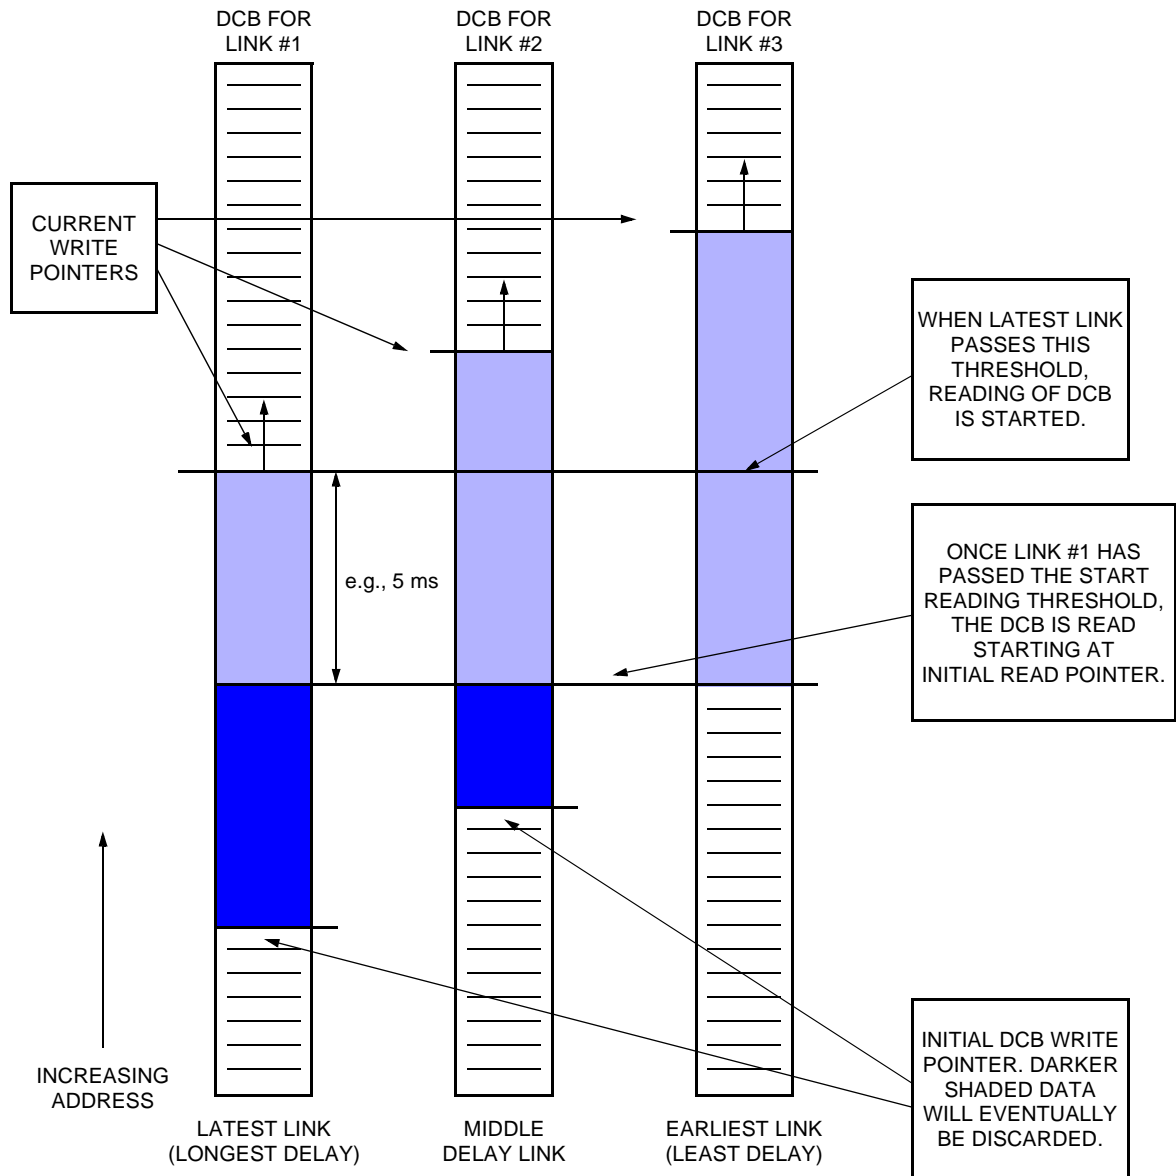 DCB FOR
LINK #1
DCB FOR
LINK #2
DCB FOR
LINK #3
CURRENT
WRITE
POINTERS
WHEN LATEST LINK
PASSES THIS
THRESHOLD,
READING OF DCB
IS STARTED.
e.g., 5 ms
ONCE LINK #1 HAS
PASSED THE START
READING THRESHOLD,
THE DCB IS READ
STARTING AT
INITIAL READ POINTER.
INCREASING
ADDRESS
INITIAL DCB WRITE
POINTER. DARKER
SHADED DATA
WILL EVENTUALLY
BE DISCARDED.
LATEST LINK
(LONGEST DELAY)
MIDDLE
DELAY LINK
EARLIEST LINK
(LEAST DELAY)